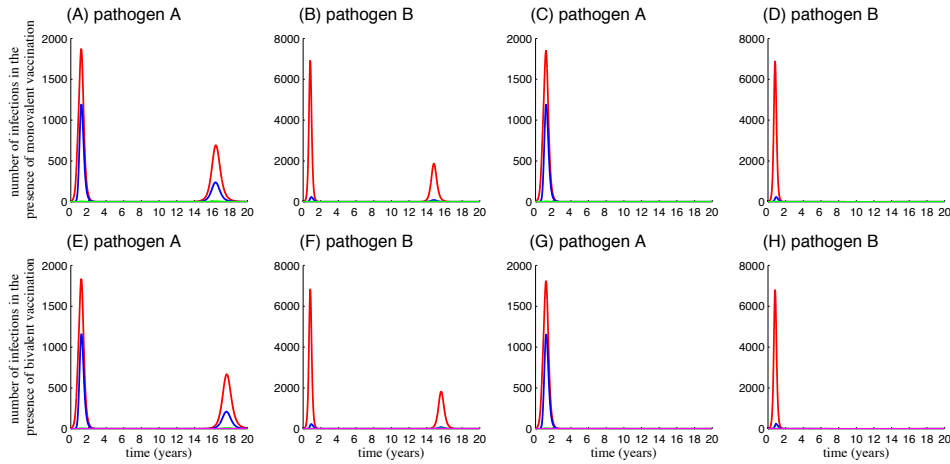 (A) pathogen A
(B) pathogen B
(C) pathogen A
(D) pathogen B
number of infections in the
presence of monovalent vaccination
2000
1500
1000
500
0
0 2 4 6 8 10 12 14 16 18 20
8000
6000
4000
2000
0
0 2 4 6 8 10 12 14 16 18 20
2000
1500
1000
500
0
0 2 4 6 8 10 12 14 16 18 20
8000
6000
4000
2000
0
0 2 4 6 8 10 12 14 16 18 20
(E) pathogen A
(F) pathogen B
(G) pathogen A
(H) pathogen B
number of infections in the
presence of bivalent vaccination
2000
1500
1000
500
0
0 2 4 6 8 10 12 14 16 18 20
time (years)
8000
6000
4000
2000
0
0 2 4 6 8 10 12 14 16 18 20
time (years)
2000
1500
1000
500
0
0 2 4 6 8 10 12 14 16 18 20
time (years)
8000
6000
4000
2000
0
0 2 4 6 8 10 12 14 16 18 20
time (years)